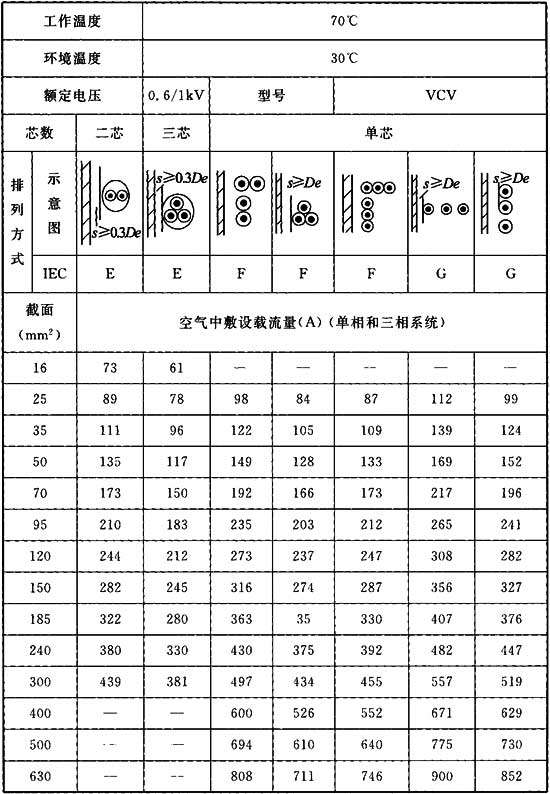 工作温度 70℃
环境温度 30℃
额定电压 0.6/1kV 型号 VCV
芯数 二芯 三芯 单芯
排列方式 示意图 s≥0.3De s≥0.3De s≥De s≥De s≥De
IEC E E F F F G G
截面(mm²) 空气中敷设载流量(A)(单相和三相系统)
16 73 61 — — -- — —
25 89 78 98 84 87 112 99
35 111 96 122 105 109 139 124
50 135 117 149 128 133 169 152
70 173 150 192 166 173 217 196
95 210 183 235 203 212 265 241
120 244 212 273 237 247 308 282
150 282 245 316 274 287 356 327
185 322 280 363 35 330 407 376
240 380 330 430 375 392 482 447
300 439 381 497 434 455 557 519
400 — — 600 526 552 671 629
500 -- — 694 610 640 775 730
630 — -- 808 711 746 900 852